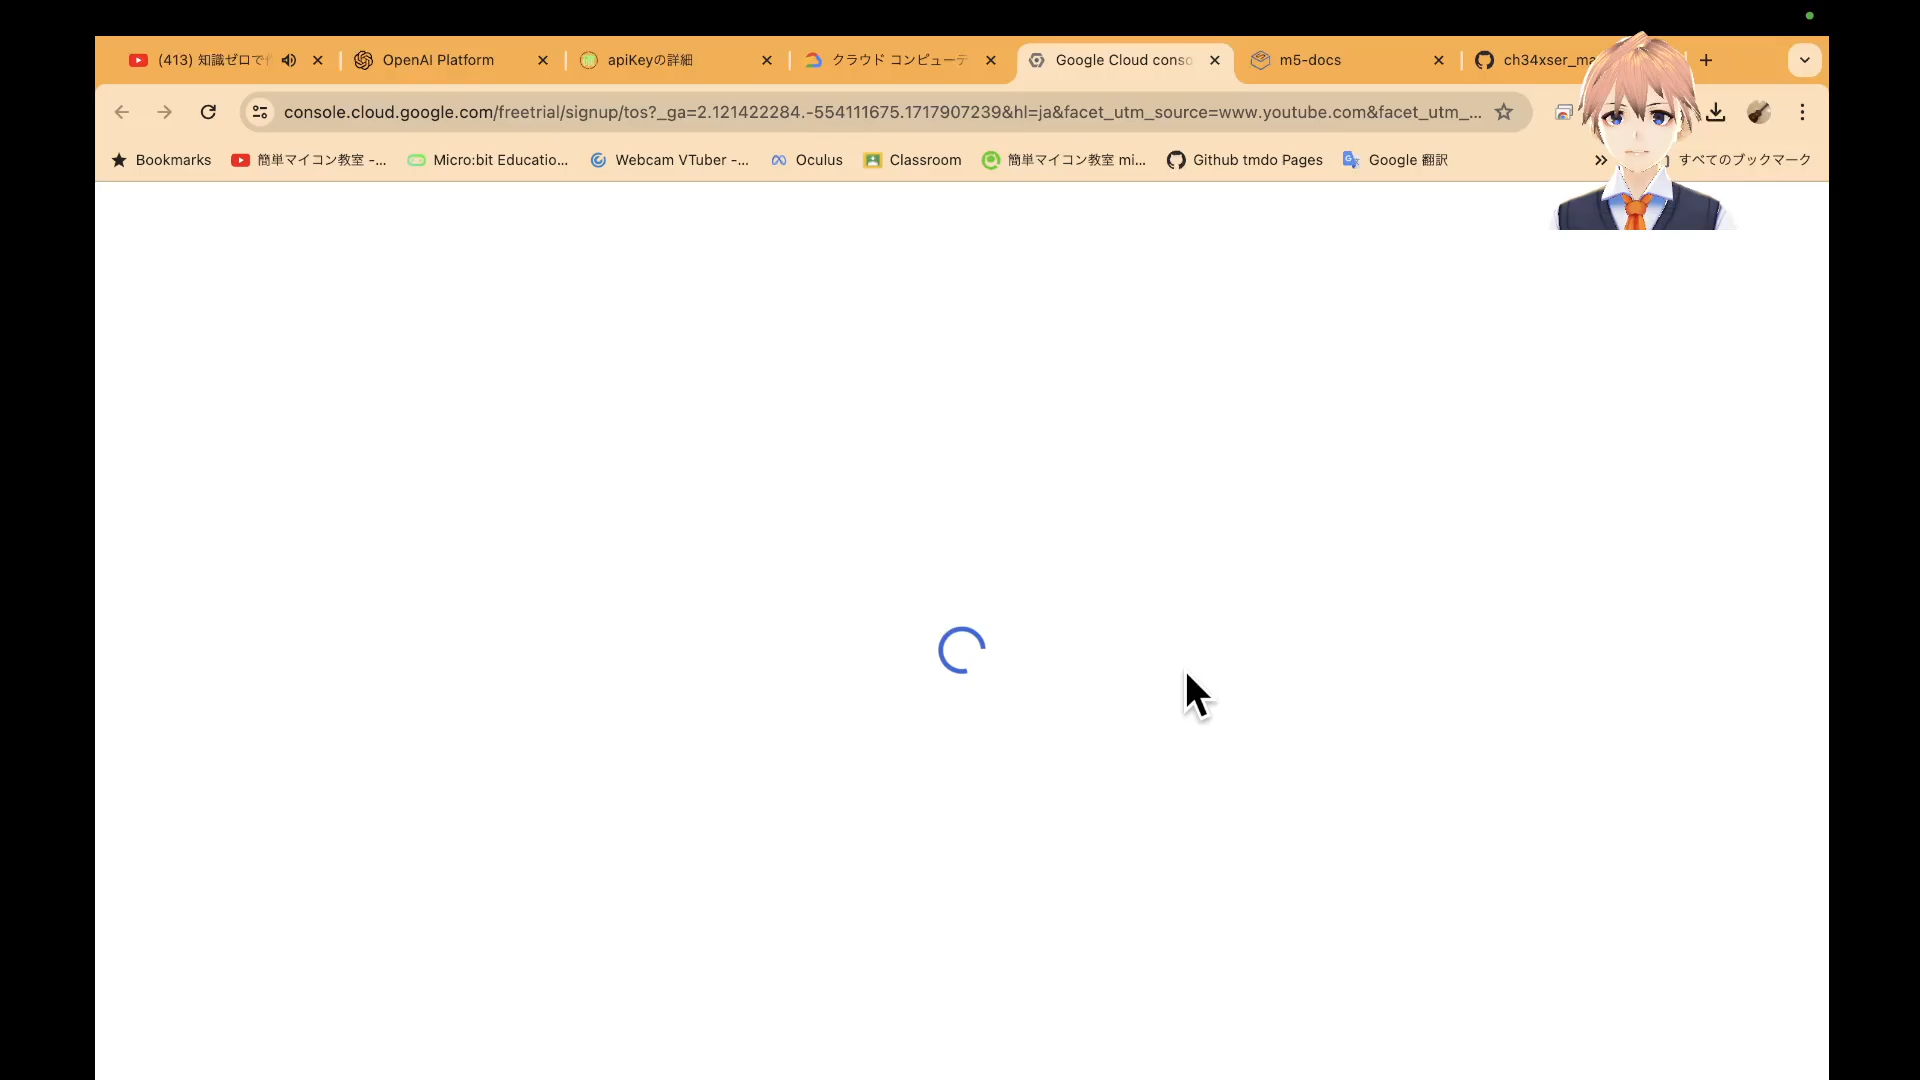 (413) 知識ゼロで
OpenAI Platform
apiKeyの詳細
クラウド コンピューテ
Google Cloud conso
m5-docs
ch34xser_ma
console.cloud.google.com/freetrial/signup/tos?_ga=2.121422284.-554111675.1717907239&hl=ja&facet_utm_source=www.youtube.com&facet_utm_...
Bookmarks
簡単マイコン教室 -...
Micro:bit Educatio...
Webcam VTuber -...
Oculus
Classroom
簡単マイコン教室 mi...
Github tmdo Pages
Google 翻訳
すべてのブックマーク